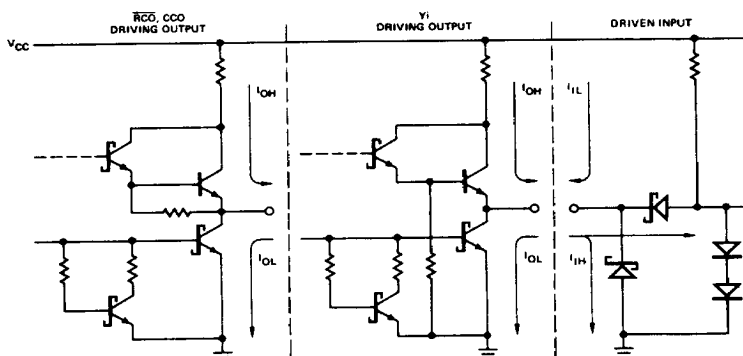 RCO, CCO
DRIVING OUTPUT
Yi
DRIVING OUTPUT
DRIVEN INPUT
VCC
IOH
IOL
IOH
IOL
IIL
IIH